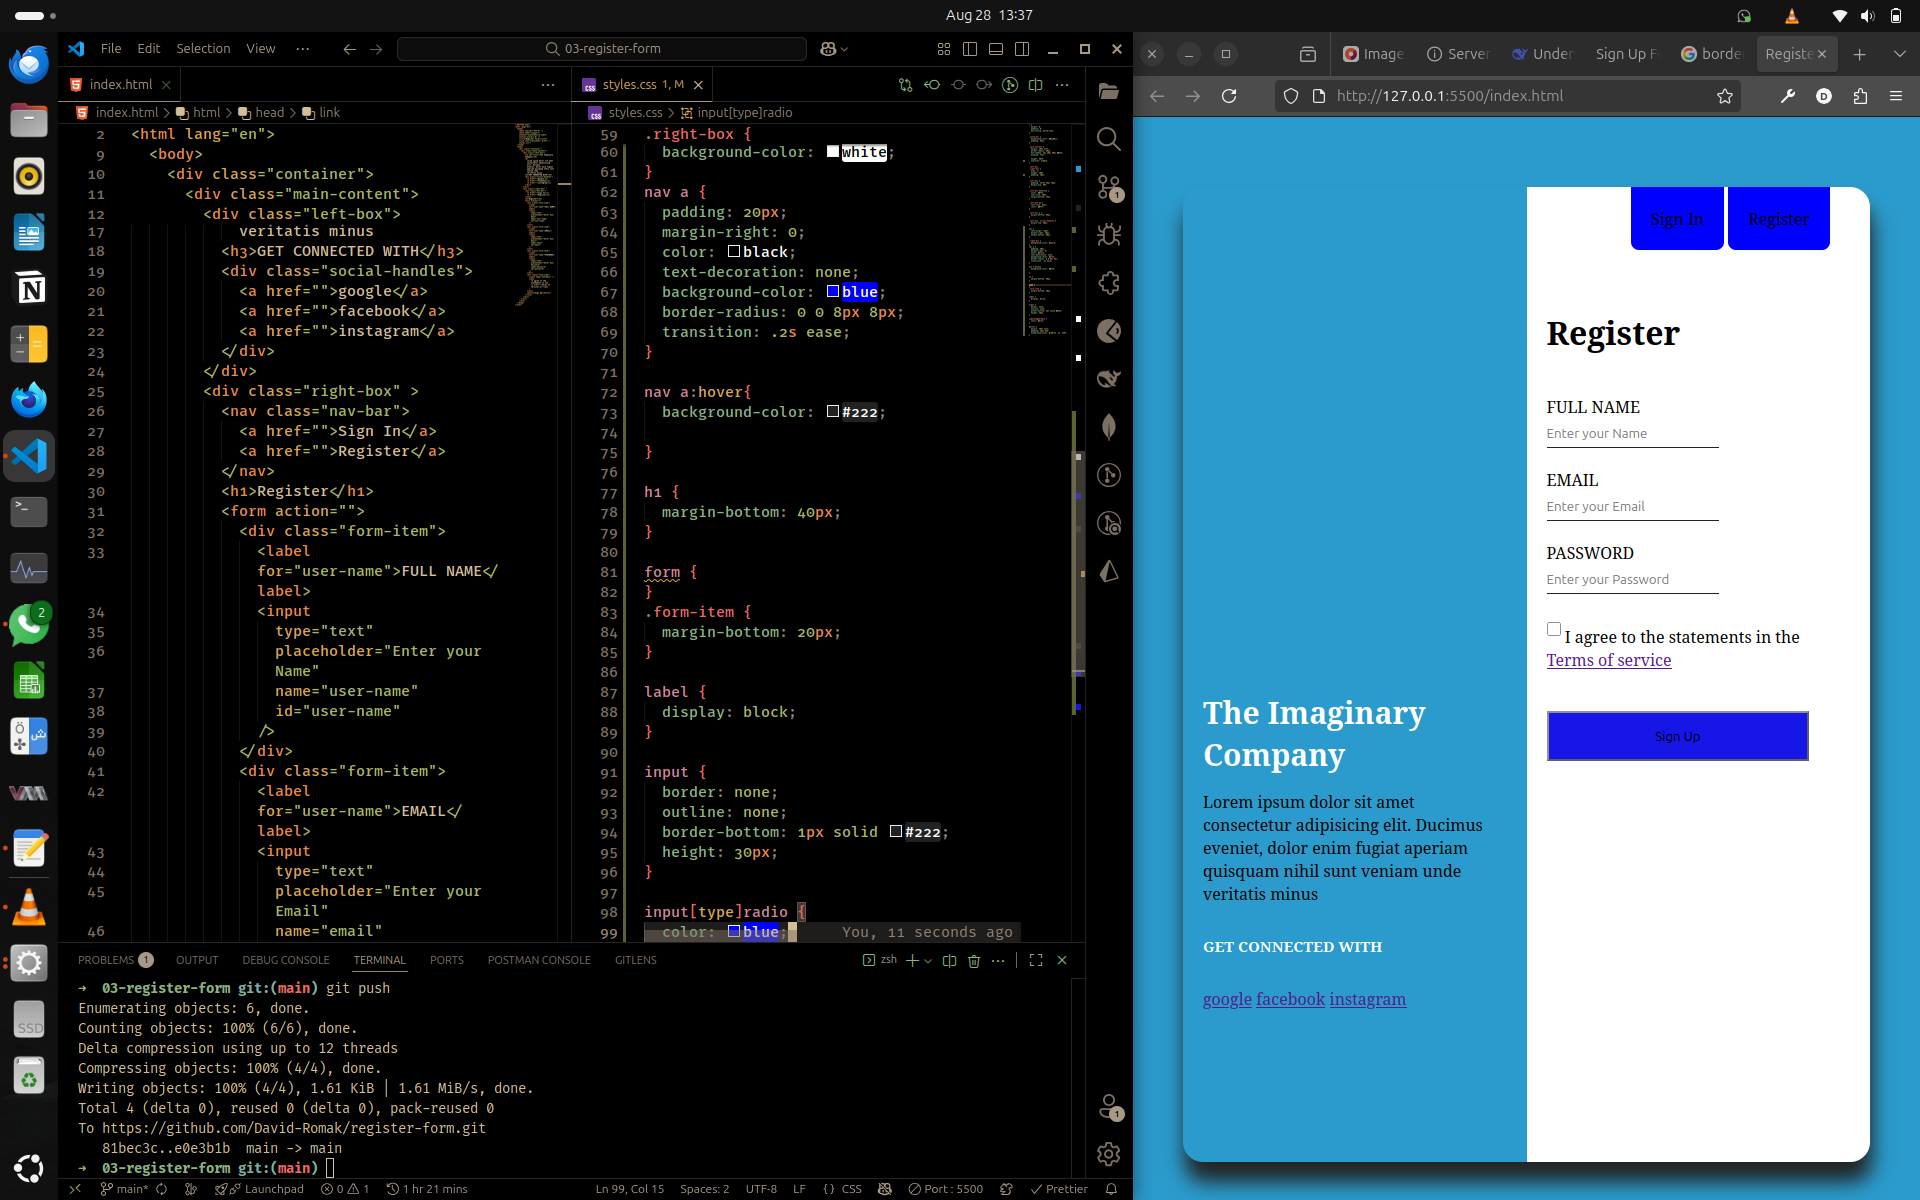 Aug 28 13:37
File Edit Selection View ···
03-register-form
index.html
styles.css 1, M
index.html > html > head > link
styles.css > input[type]radio
2 <html lang="en">
9 <body>
10 <div class="container">
11 <div class="main-content">
12 <div class="left-box">
17 veritatis minus
18 <h3>GET CONNECTED WITH</h3>
19 <div class="social-handles">
20 <a href="">google</a>
21 <a href="">facebook</a>
22 <a href="">instagram</a>
23 </div>
24 </div>
25 <div class="right-box" >
26 <nav class="nav-bar">
27 <a href="">Sign In</a>
28 <a href="">Register</a>
29 </nav>
30 <h1>Register</h1>
31 <form action="">
32 <div class="form-item">
33 <label
for="user-name">FULL NAME</
label>
34 <input
35 type="text"
36 placeholder="Enter your
Name"
37 name="user-name"
38 id="user-name"
39 />
40 </div>
41 <div class="form-item">
42 <label
for="user-name">EMAIL</
label>
43 <input
44 type="text"
45 placeholder="Enter your
Email"
46 name="email"
59 .right-box {
60 background-color: white;
61 }
62 nav a {
63 padding: 20px;
64 margin-right: 0;
65 color: black;
66 text-decoration: none;
67 background-color: blue;
68 border-radius: 0 0 8px 8px;
69 transition: .2s ease;
70 }
71
72 nav a:hover{
73 background-color: #222;
74
75 }
76
77 h1 {
78 margin-bottom: 40px;
79 }
80
81 form {
82 }
83 .form-item {
84 margin-bottom: 20px;
85 }
86
87 label {
88 display: block;
89 }
90
91 input {
92 border: none;
93 outline: none;
94 border-bottom: 1px solid #222;
95 height: 30px;
96 }
97
98 input[type]radio {
99 color: blue; You, 11 seconds ago
PROBLEMS 1 OUTPUT DEBUG CONSOLE TERMINAL PORTS POSTMAN CONSOLE GITLENS
zsh
→ 03-register-form git:(main) git push
Enumerating objects: 6, done.
Counting objects: 100% (6/6), done.
Delta compression using up to 12 threads
Compressing objects: 100% (4/4), done.
Writing objects: 100% (4/4), 1.61 KiB | 1.61 MiB/s, done.
Total 4 (delta 0), reused 0 (delta 0), pack-reused 0
To https://github.com/David-Romak/register-form.git
81bec3c..e0e3b1b main -> main
→ 03-register-form git:(main)
main* Launchpad 0 1 1 hr 21 mins Ln 99, Col 15 Spaces: 2 UTF-8 LF {} CSS Port : 5500 Prettier
1
1
2
SSD
Image Server Under Sign Up F borde Registe
http://127.0.0.1:5500/index.html
D
The Imaginary
Company
Lorem ipsum dolor sit amet
consectetur adipisicing elit. Ducimus
eveniet, dolor enim fugiat aperiam
quisquam nihil sunt veniam unde
veritatis minus
GET CONNECTED WITH
google facebook instagram
Sign In
Register
Register
FULL NAME
Enter your Name
EMAIL
Enter your Email
PASSWORD
Enter your Password
I agree to the statements in the
Terms of service
Sign Up